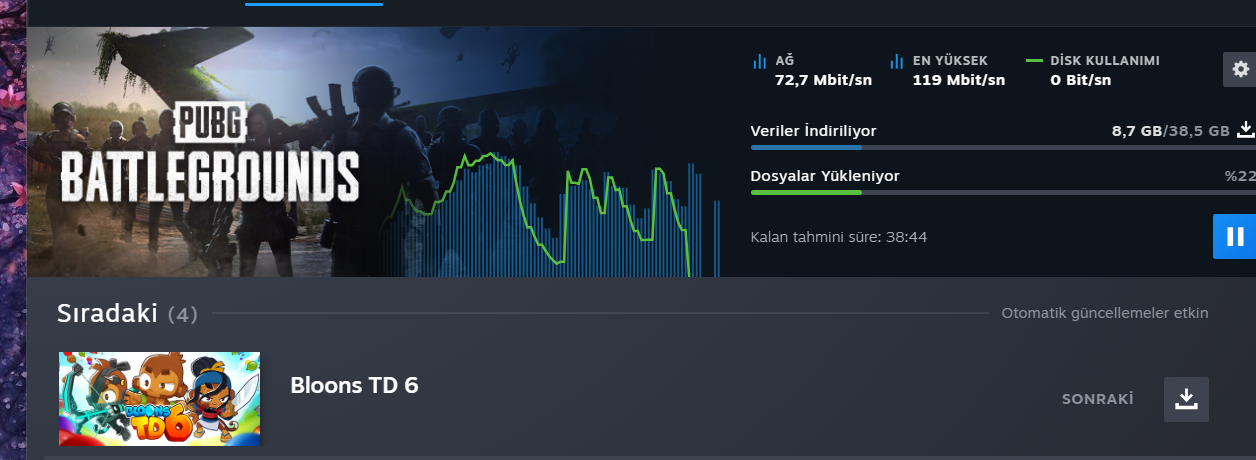 AĞ
72,7 Mbit/sn
EN YÜKSEK
119 Mbit/sn
DİSK KULLANIMI
0 Bit/sn
PUBG
BATTLEGROUNDS
Veriler İndiriliyor
8,7 GB/38,5 GB
Dosyalar Yükleniyor
%22
Kalan tahmini süre: 38:44
Sıradaki (4)
Otomatik güncellemeler etkin
BLOONS
TD6
Bloons TD 6
SONRAKİ